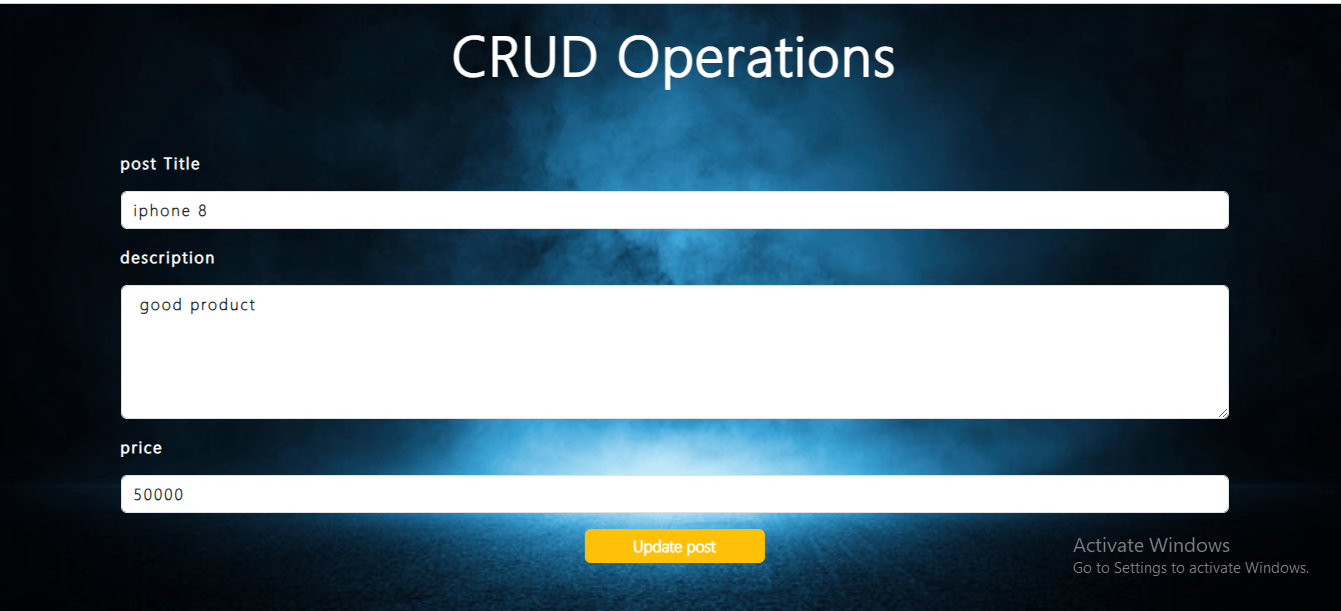 CRUD Operations
post Title
iphone 8
description
good product
price
50000
Update post
Activate Windows
Go to Settings to activate Windows.